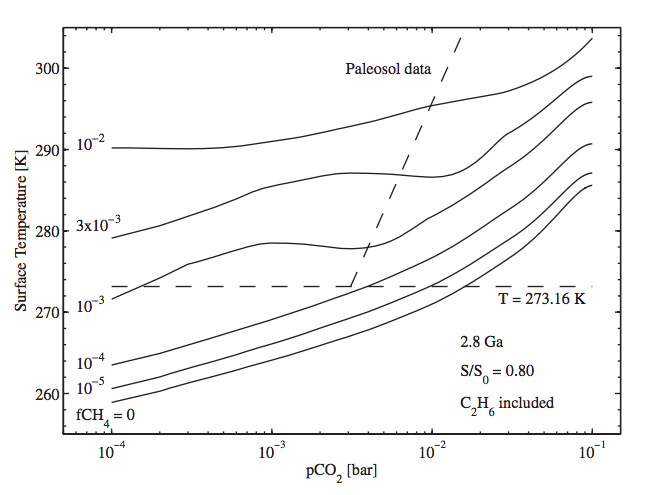 300
Paleosol data
10⁻²
290
Surface Temperature [K]
3x10⁻³
280
10⁻³
T = 273.16 K
270
2.8 Ga
10⁻⁴
S/S₀ = 0.80
10⁻⁵
260
C₂H₆ included
fCH₄ = 0
10⁻⁴ 10⁻³ 10⁻² 10⁻¹
pCO₂ [bar]